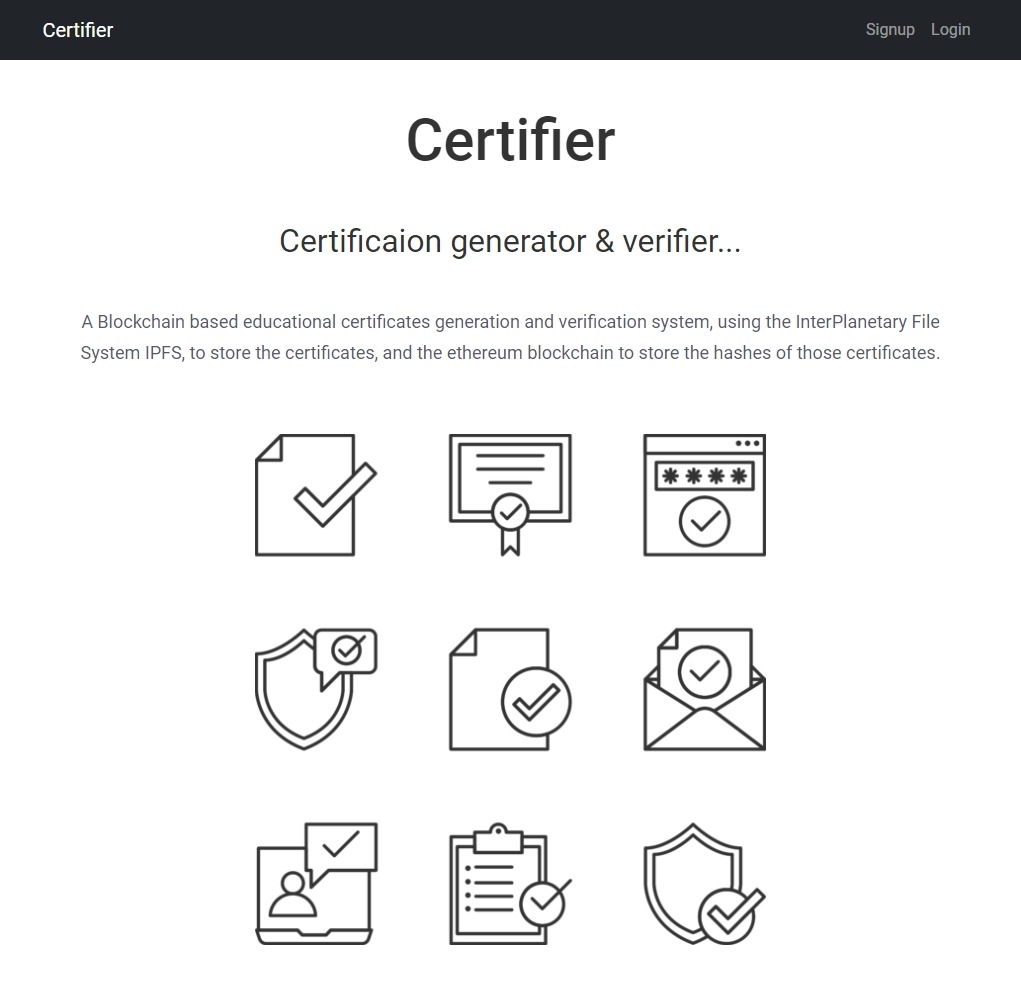 Certifier
Signup Login
Certifier
Certificaion generator & verifier...
A Blockchain based educational certificates generation and verification system, using the InterPlanetary File
System IPFS, to store the certificates, and the ethereum blockchain to store the hashes of those certificates.
****